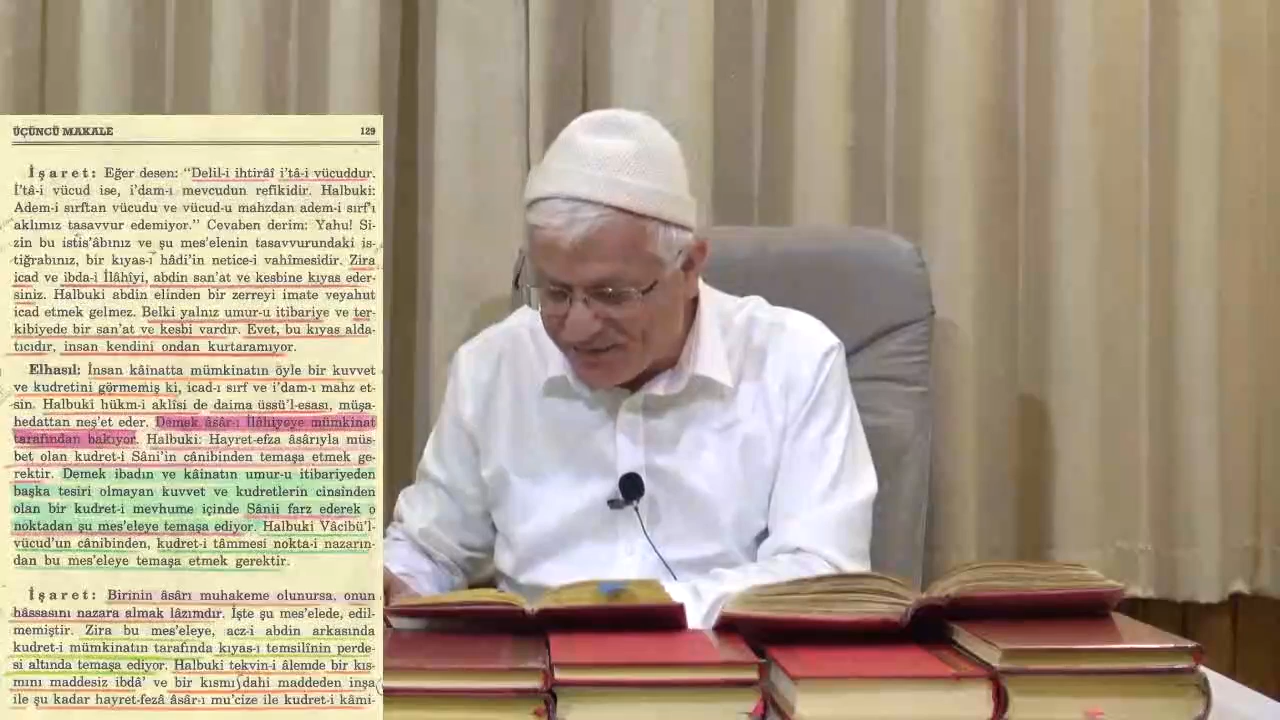 ÜÇÜNCÜ MAKALE 129
İşaret: Eğer desen: “Delil-i ihtirâî i’tâ-i vücuddur.
İ’tâ-i vücud ise, i’dam-ı mevcudun refikidir. Halbuki:
Adem-i sırftan vücudu ve vücud-u mahzdan adem-i sırf’ı
aklımız tasavvur edemiyor.” Cevaben derim: Yahu! Si-
zin bu istis’âbınız ve şu mes’elenin tasavvurundaki is-
tiğrabınız, bir kıyas-ı hâdi’in netice-i vahîmesidir. Zira
icad ve ibda-i İlâhîyi, abdin san’at ve kesbine kıyas eder-
siniz. Halbuki abdin elinden bir zerreyi imate veyahut
icad etmek gelmez. Belki yalnız umur-u itibariye ve ter-
kibiyede bir san’at ve kesbi vardır. Evet, bu kıyas alda-
tıcıdır, insan kendini ondan kurtaramıyor.
Elhasıl: İnsan kâinatta mümkinatın öyle bir kuvvet
ve kudretini görmemiş ki, icad-ı sırf ve i’dam-ı mahz et-
sin. Halbuki hükm-i aklîsi de daima üssü’l-esası, müşa-
hedattan neş’et eder. Demek âsâr-ı İlâhiyeye mümkinat
tarafından bakıyor. Halbuki: Hayret-efza âsârıyla müs-
bet olan kudret-i Sâni’in cânibinden temaşa etmek ge-
rektir. Demek ibadın ve kâinatın umur-u itibariyeden
başka tesiri olmayan kuvvet ve kudretlerin cinsinden
olan bir kudret-i mevhume içinde Sânii farz ederek o
noktadan şu mes’eleye temaşa ediyor. Halbuki Vâcibü’l-
vücud’un cânibinden, kudret-i tâmmesi nokta-i nazarın-
dan bu mes’eleye temaşa etmek gerektir.
İşaret: Birinin âsârı muhakeme olunursa, onun
hâssasını nazara almak lâzımdır. İşte şu mes’elede, edil-
memiştir. Zira bu mes’eleye, acz-i abdin arkasında
kudret-i mümkinatın tarafında kıyas-ı temsilînin perde-
si altında temaşa ediyor. Halbuki tekvin-i âlemde bir kıs-
mını maddesiz ibdâ’ ve bir kısmı dahi maddeden inşa
ile şu kadar hayret-fezâ âsâr-ı mu’cize ile kudret-i kâmi-